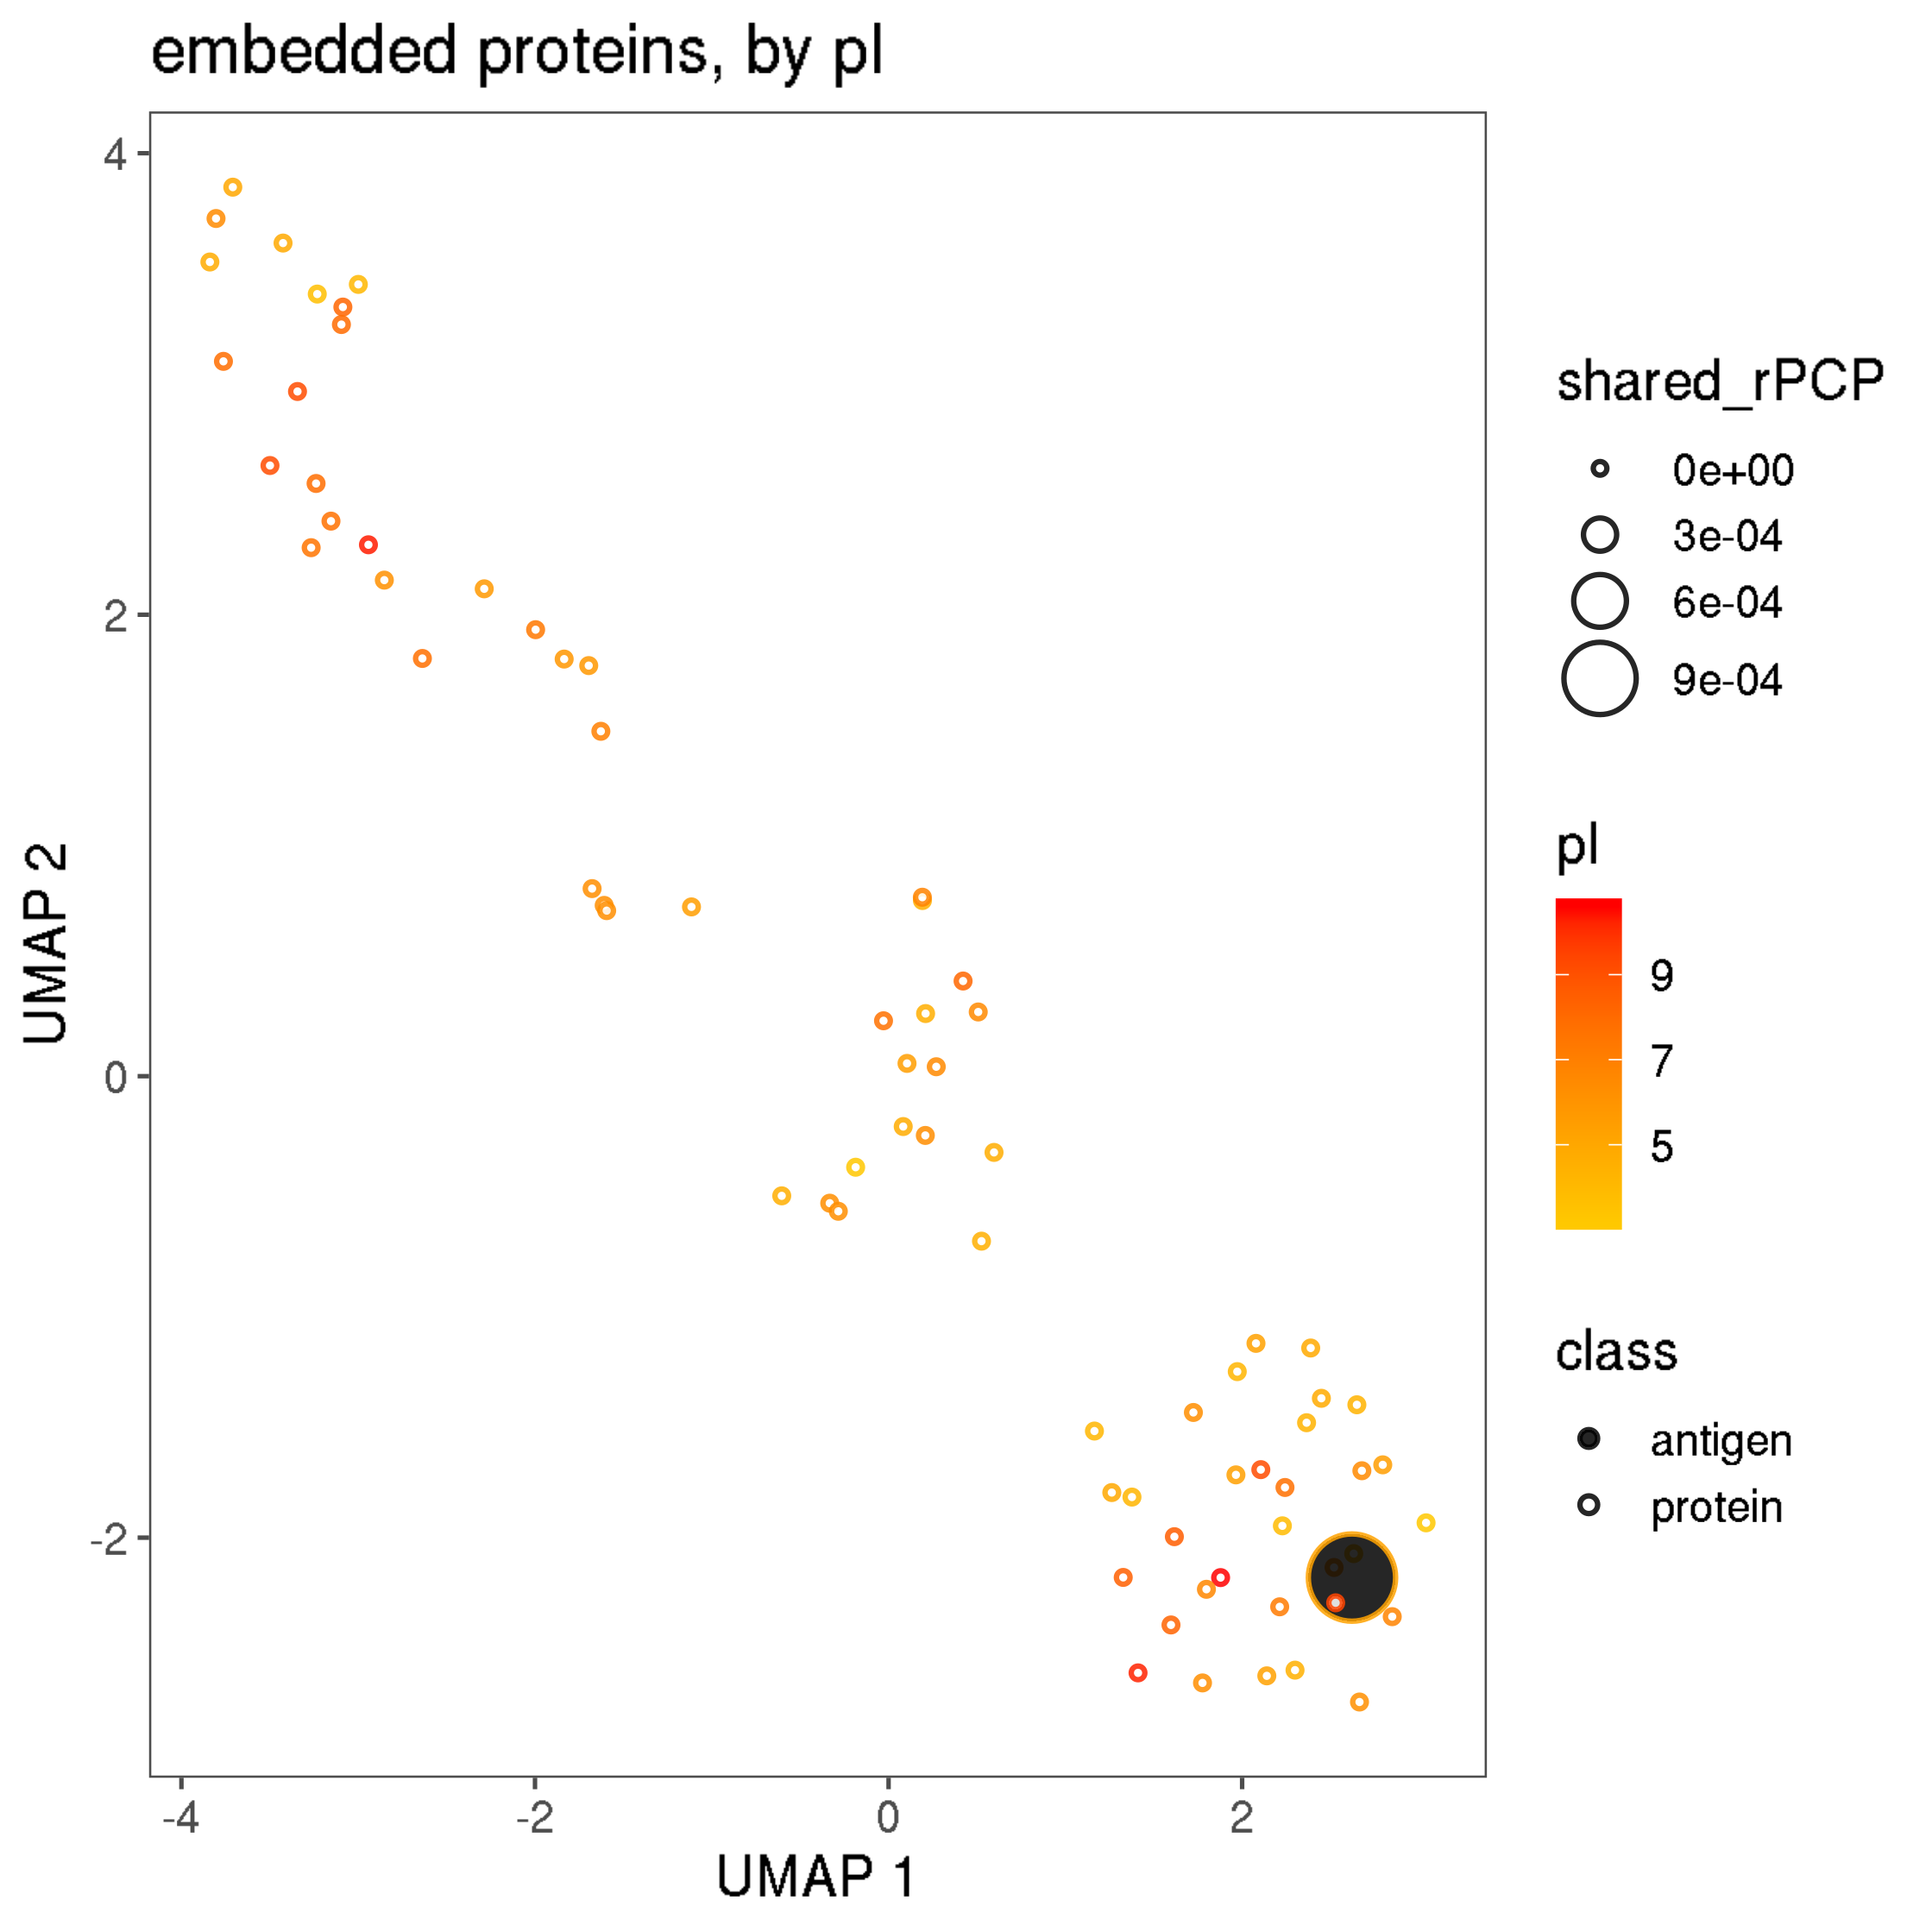 embedded proteins, by pI
4
2
0
-2
-4
-2
0
2
UMAP 1
UMAP 2
shared_rPCP
0e+00
3e-04
6e-04
9e-04
pI
9
7
5
class
antigen
protein